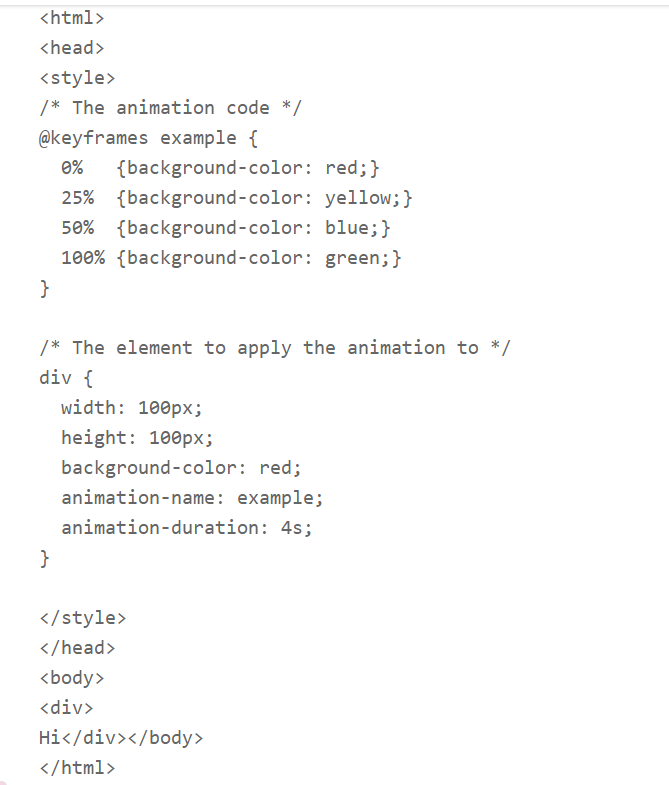 <html>
<head>
<style>
/* The animation code */
@keyframes example {
  0%   {background-color: red;}
  25%  {background-color: yellow;}
  50%  {background-color: blue;}
  100% {background-color: green;}
}

/* The element to apply the animation to */
div {
  width: 100px;
  height: 100px;
  background-color: red;
  animation-name: example;
  animation-duration: 4s;
}

</style>
</head>
<body>
<div>
Hi</div></body>
</html>